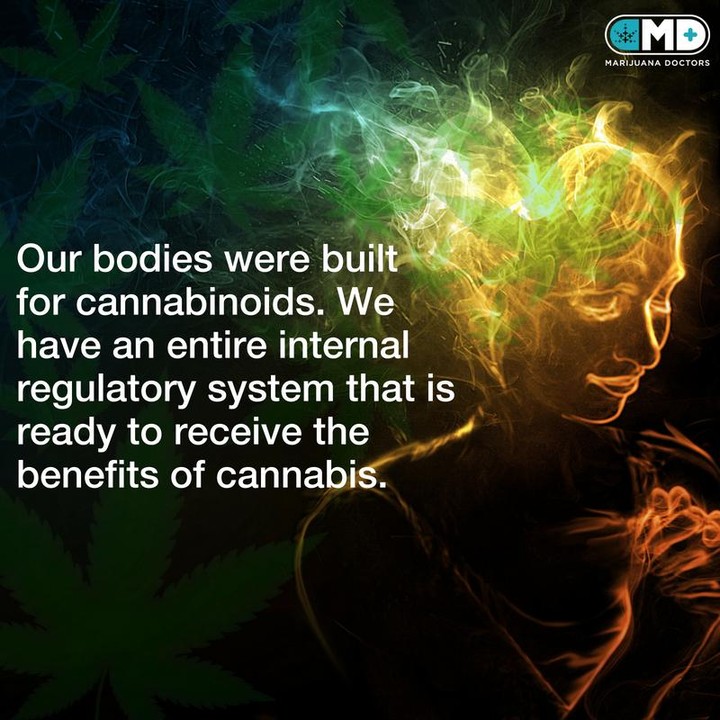 MD
MARIJUANA DOCTORS
Our bodies were built
for cannabinoids. We
have an entire internal
regulatory system that is
ready to receive the
benefits of cannabis.